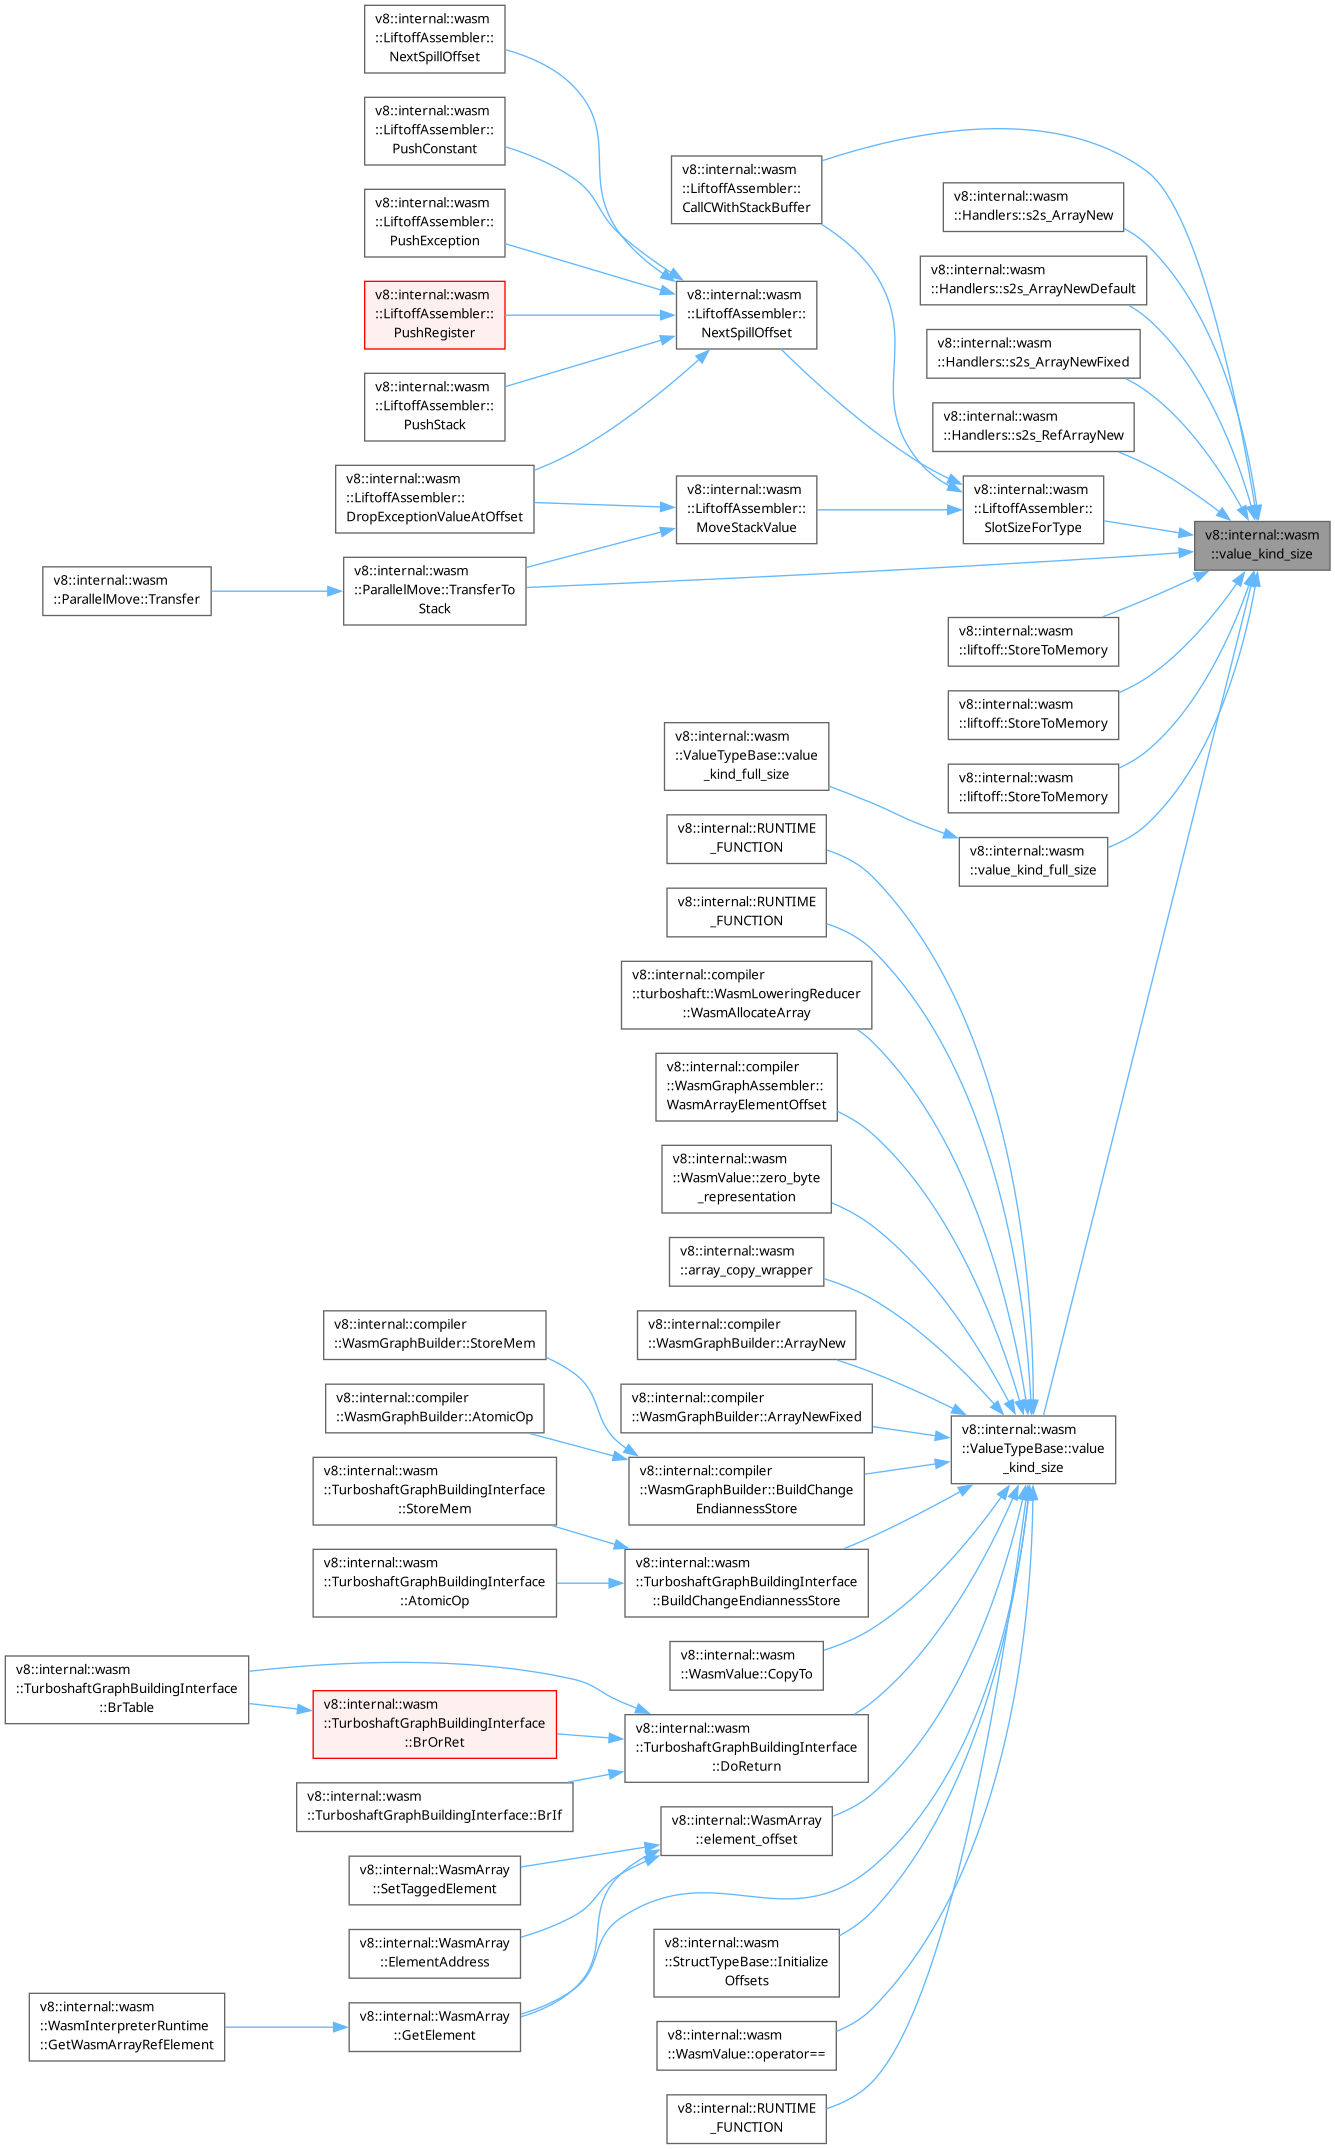 v8::internal::wasm
::LiftoffAssembler::
NextSpillOffset
v8::internal::wasm
::LiftoffAssembler::
PushConstant
v8::internal::wasm
::LiftoffAssembler::
CallCWithStackBuffer
v8::internal::wasm
::Handlers::s2s_ArrayNew
v8::internal::wasm
::LiftoffAssembler::
PushException
v8::internal::wasm
::Handlers::s2s_ArrayNewDefault
v8::internal::wasm
::LiftoffAssembler::
PushRegister
v8::internal::wasm
::LiftoffAssembler::
NextSpillOffset
v8::internal::wasm
::Handlers::s2s_ArrayNewFixed
v8::internal::wasm
::LiftoffAssembler::
PushStack
v8::internal::wasm
::Handlers::s2s_RefArrayNew
v8::internal::wasm
::LiftoffAssembler::
DropExceptionValueAtOffset
v8::internal::wasm
::LiftoffAssembler::
MoveStackValue
v8::internal::wasm
::LiftoffAssembler::
SlotSizeForType
v8::internal::wasm
::value_kind_size
v8::internal::wasm
::ParallelMove::Transfer
v8::internal::wasm
::ParallelMove::TransferTo
Stack
v8::internal::wasm
::liftoff::StoreToMemory
v8::internal::wasm
::liftoff::StoreToMemory
v8::internal::wasm
::liftoff::StoreToMemory
v8::internal::wasm
::ValueTypeBase::value
_kind_full_size
v8::internal::wasm
::value_kind_full_size
v8::internal::RUNTIME
_FUNCTION
v8::internal::RUNTIME
_FUNCTION
v8::internal::compiler
::turboshaft::WasmLoweringReducer
::WasmAllocateArray
v8::internal::compiler
::WasmGraphAssembler::
WasmArrayElementOffset
v8::internal::wasm
::WasmValue::zero_byte
_representation
v8::internal::wasm
::array_copy_wrapper
v8::internal::compiler
::WasmGraphBuilder::StoreMem
v8::internal::compiler
::WasmGraphBuilder::ArrayNew
v8::internal::compiler
::WasmGraphBuilder::AtomicOp
v8::internal::compiler
::WasmGraphBuilder::ArrayNewFixed
v8::internal::wasm
::ValueTypeBase::value
_kind_size
v8::internal::wasm
::TurboshaftGraphBuildingInterface
::StoreMem
v8::internal::compiler
::WasmGraphBuilder::BuildChange
EndiannessStore
v8::internal::wasm
::TurboshaftGraphBuildingInterface
::AtomicOp
v8::internal::wasm
::TurboshaftGraphBuildingInterface
::BuildChangeEndiannessStore
v8::internal::wasm
::WasmValue::CopyTo
v8::internal::wasm
::TurboshaftGraphBuildingInterface
::BrTable
v8::internal::wasm
::TurboshaftGraphBuildingInterface
::BrOrRet
v8::internal::wasm
::TurboshaftGraphBuildingInterface
::DoReturn
v8::internal::wasm
::TurboshaftGraphBuildingInterface::BrIf
v8::internal::WasmArray
::element_offset
v8::internal::WasmArray
::SetTaggedElement
v8::internal::WasmArray
::ElementAddress
v8::internal::wasm
::StructTypeBase::Initialize
Offsets
v8::internal::wasm
::WasmInterpreterRuntime
::GetWasmArrayRefElement
v8::internal::WasmArray
::GetElement
v8::internal::wasm
::WasmValue::operator==
v8::internal::RUNTIME
_FUNCTION